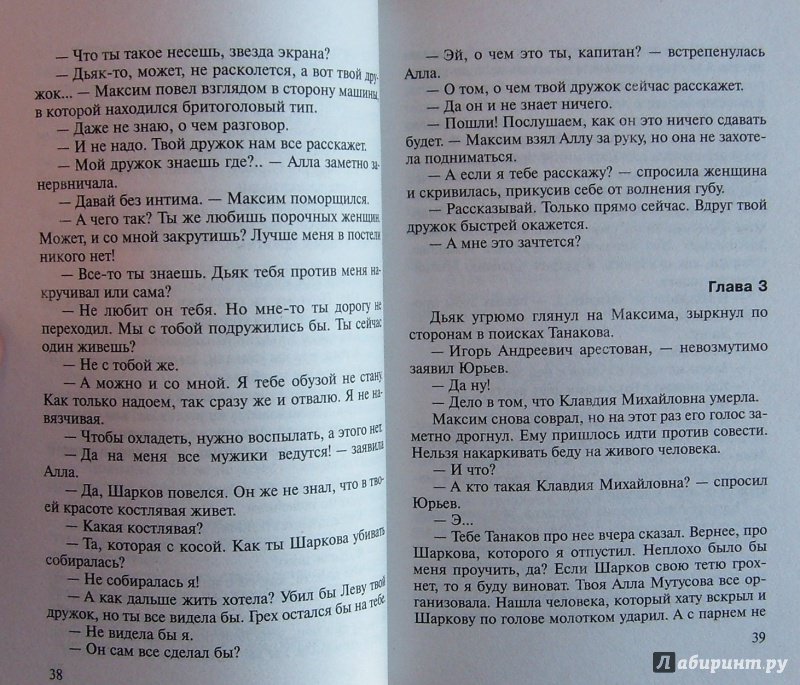 — Что ты такое несешь, звезда экрана?
— Дьяк-то, может, не расколется, а вот твой дру-
жок... — Максим повел взглядом в сторону машины,
в которой находился бритоголовый тип.
— Даже не знаю, о чем разговор.
— И не надо. Твой дружок нам все расскажет.
— Мой дружок знаешь где?.. — Алла заметно за-
нервничала.
— Давай без интима. — Максим поморщился.
— А чего так? Ты же любишь порочных женщин.
Может, и со мной закрутишь? Лучше меня в постели
никого нет!
— Все-то ты знаешь. Дьяк тебя против меня на-
кручивал или сама?
— Не любит он тебя. Но мне-то ты дорогу не
переходил. Мы с тобой подружились бы. Ты сейчас
один живешь?
— Не с тобой же.
— А можно и со мной. Я тебе обузой не стану.
Как только надоем, так сразу же и отвалю. Я не на-
вязчивая.
— Чтобы охладеть, нужно воспылать, а этого нет.
— Да на меня все мужики ведутся! — заявила
Алла.
— Да, Шарков повелся. Он же не знал, что в тво-
ей красоте костлявая живет.
— Какая костлявая?
— Та, которая с косой. Как ты Шаркова убивать
собиралась?
— Не собиралась я!
— А как дальше жить хотела? Убил бы Леву твой
дружок, но ты все видела бы. Грех остался бы на тебе.
— Не видела бы я.
— Он сам все сделал бы?
38
— Эй, о чем это ты, капитан? — встрепенулась
Алла.
— О том, о чем твой дружок сейчас расскажет.
— Да он и не знает ничего.
— Пошли! Послушаем, как он это ничего сдавать
будет. — Максим взял Аллу за руку, но она не захоте-
ла подниматься.
— А если я тебе расскажу? — спросила женщина
и скривилась, прикусив себе от волнения губу.
— Рассказывай. Только прямо сейчас. Вдруг твой
дружок быстрей окажется.
— А мне это зачтется?
Глава 3
Дьяк угрюмо глянул на Максима, зыркнул по
сторонам в поисках Танакова.
— Игорь Андреевич арестован, — невозмутимо
заявил Юрьев.
— Да ну!
— Дело в том, что Клавдия Михайловна умерла.
Максим снова соврал, но на этот раз его голос за-
метно дрогнул. Ему пришлось идти против совести.
Нельзя накаркивать беду на живого человека.
— И что?
— А кто такая Клавдия Михайловна? — спросил
Юрьев.
— Э...
— Тебе Танаков про нее вчера сказал. Вернее, про
Шаркова, которого я отпустил. Неплохо было бы
меня проучить, да? Если Шарков свою тетю грох-
нет, то я буду виноват. Твоя Алла Мутусова все ор-
ганизовала. Нашла человека, который хату вскрыл и
Шаркову по голове молотком ударил. А с парнем не
39
Лабиринт.ру